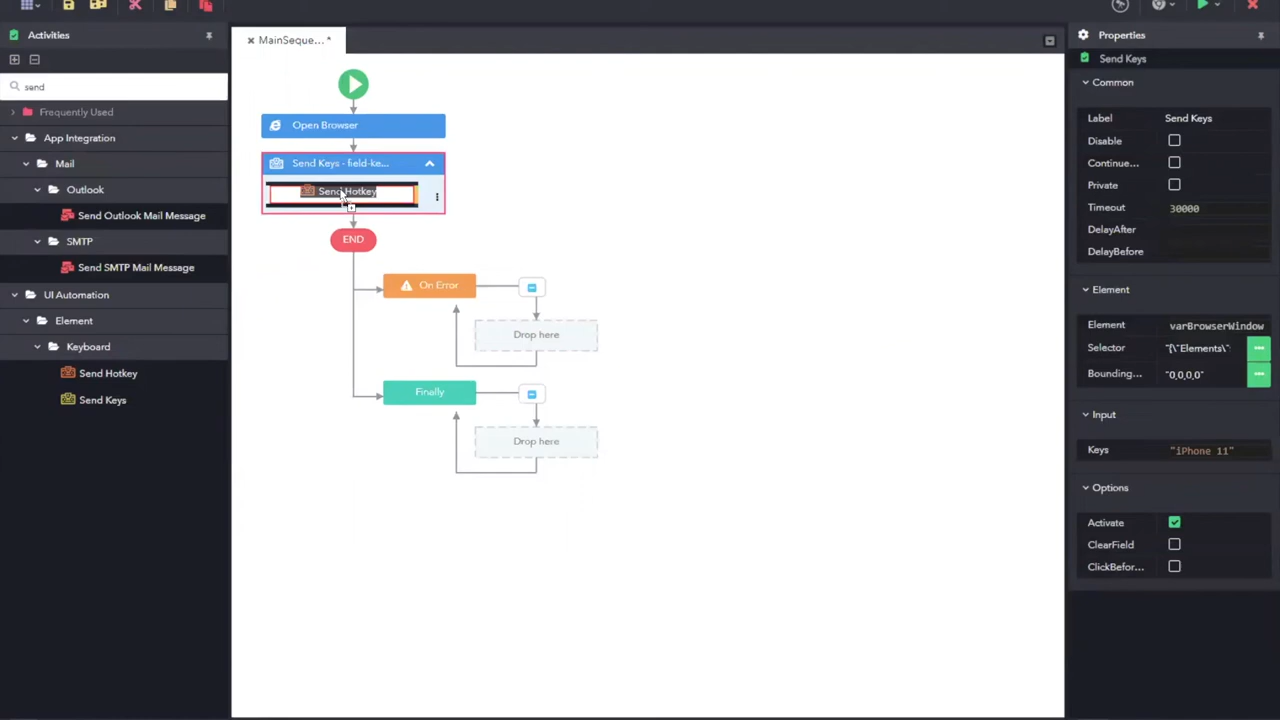 Activities
send
Frequently Used
App Integration
Mail
Outlook
Send Outlook Mail Message
SMTP
Send SMTP Mail Message
UI Automation
Element
Keyboard
Send Hotkey
Send Keys
MainSeque... *
Open Browser
Send Keys - field-ke...
Send Hotkey
END
On Error
Drop here
Finally
Drop here
Properties
Send Keys
Common
Label Send Keys
Disable
Continue...
Private
Timeout 30000
DelayAfter
DelayBefore
Element
Element varBrowserWindow
Selector "[\"Elements\":
Bounding... "0,0,0,0"
Input
Keys "iPhone 11"
Options
Activate
ClearField
ClickBefor...